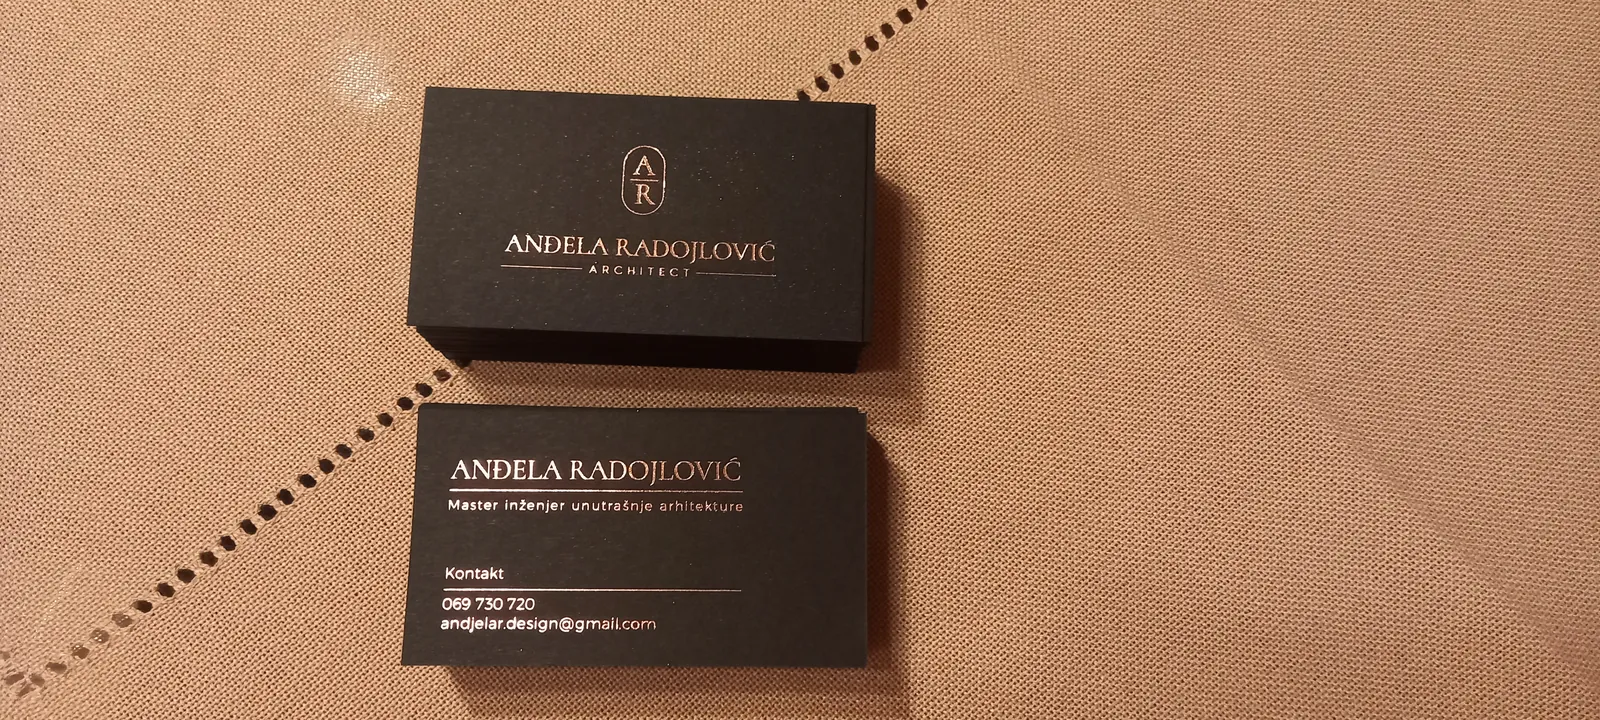 A
R
ANĐELA RADOJLOVIĆ
ARCHITECT
ANĐELA RADOJLOVIĆ
Master inženjer unutrašnje arhitekture
Kontakt
069 730 720
andjelar.design@gmail.com